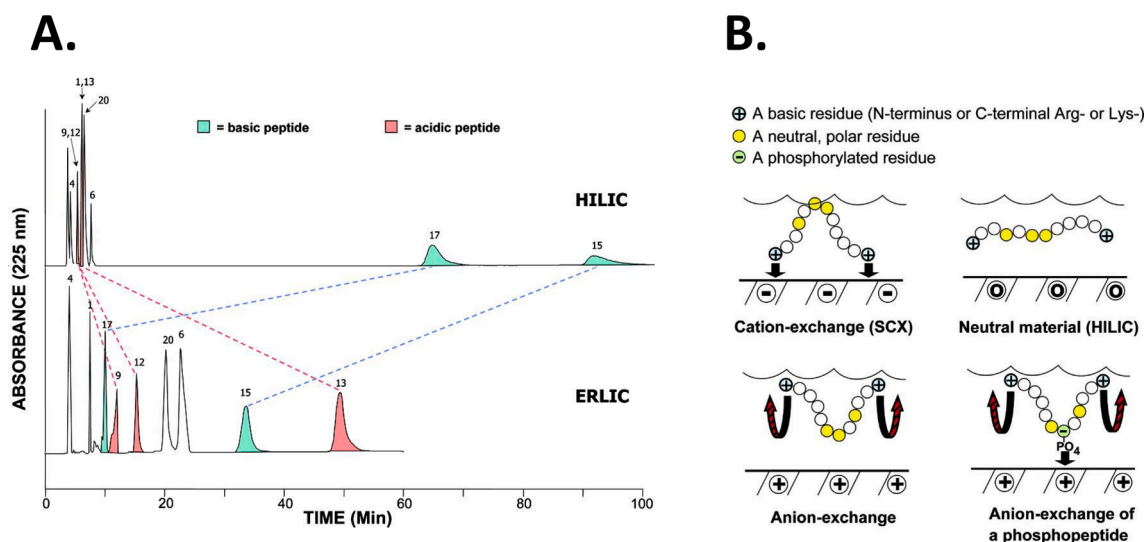 A.
B.
1,13
20
9,12
4
6
= basic peptide
= acidic peptide
HILIC
17
15
ABSORBANCE (225 nm)
4
1
17
9
12
20
6
15
13
ERLIC
0
20
40
60
80
100
TIME (Min)
+ A basic residue (N-terminus or C-terminal Arg- or Lys-)
A neutral, polar residue
− A phosphorylated residue
+ +
− − −
Cation-exchange (SCX)
+ +
O O O
Neutral material (HILIC)
+ +
+ + +
Anion-exchange
+ +
−
PO4
+ + +
Anion-exchange of
a phosphopeptide